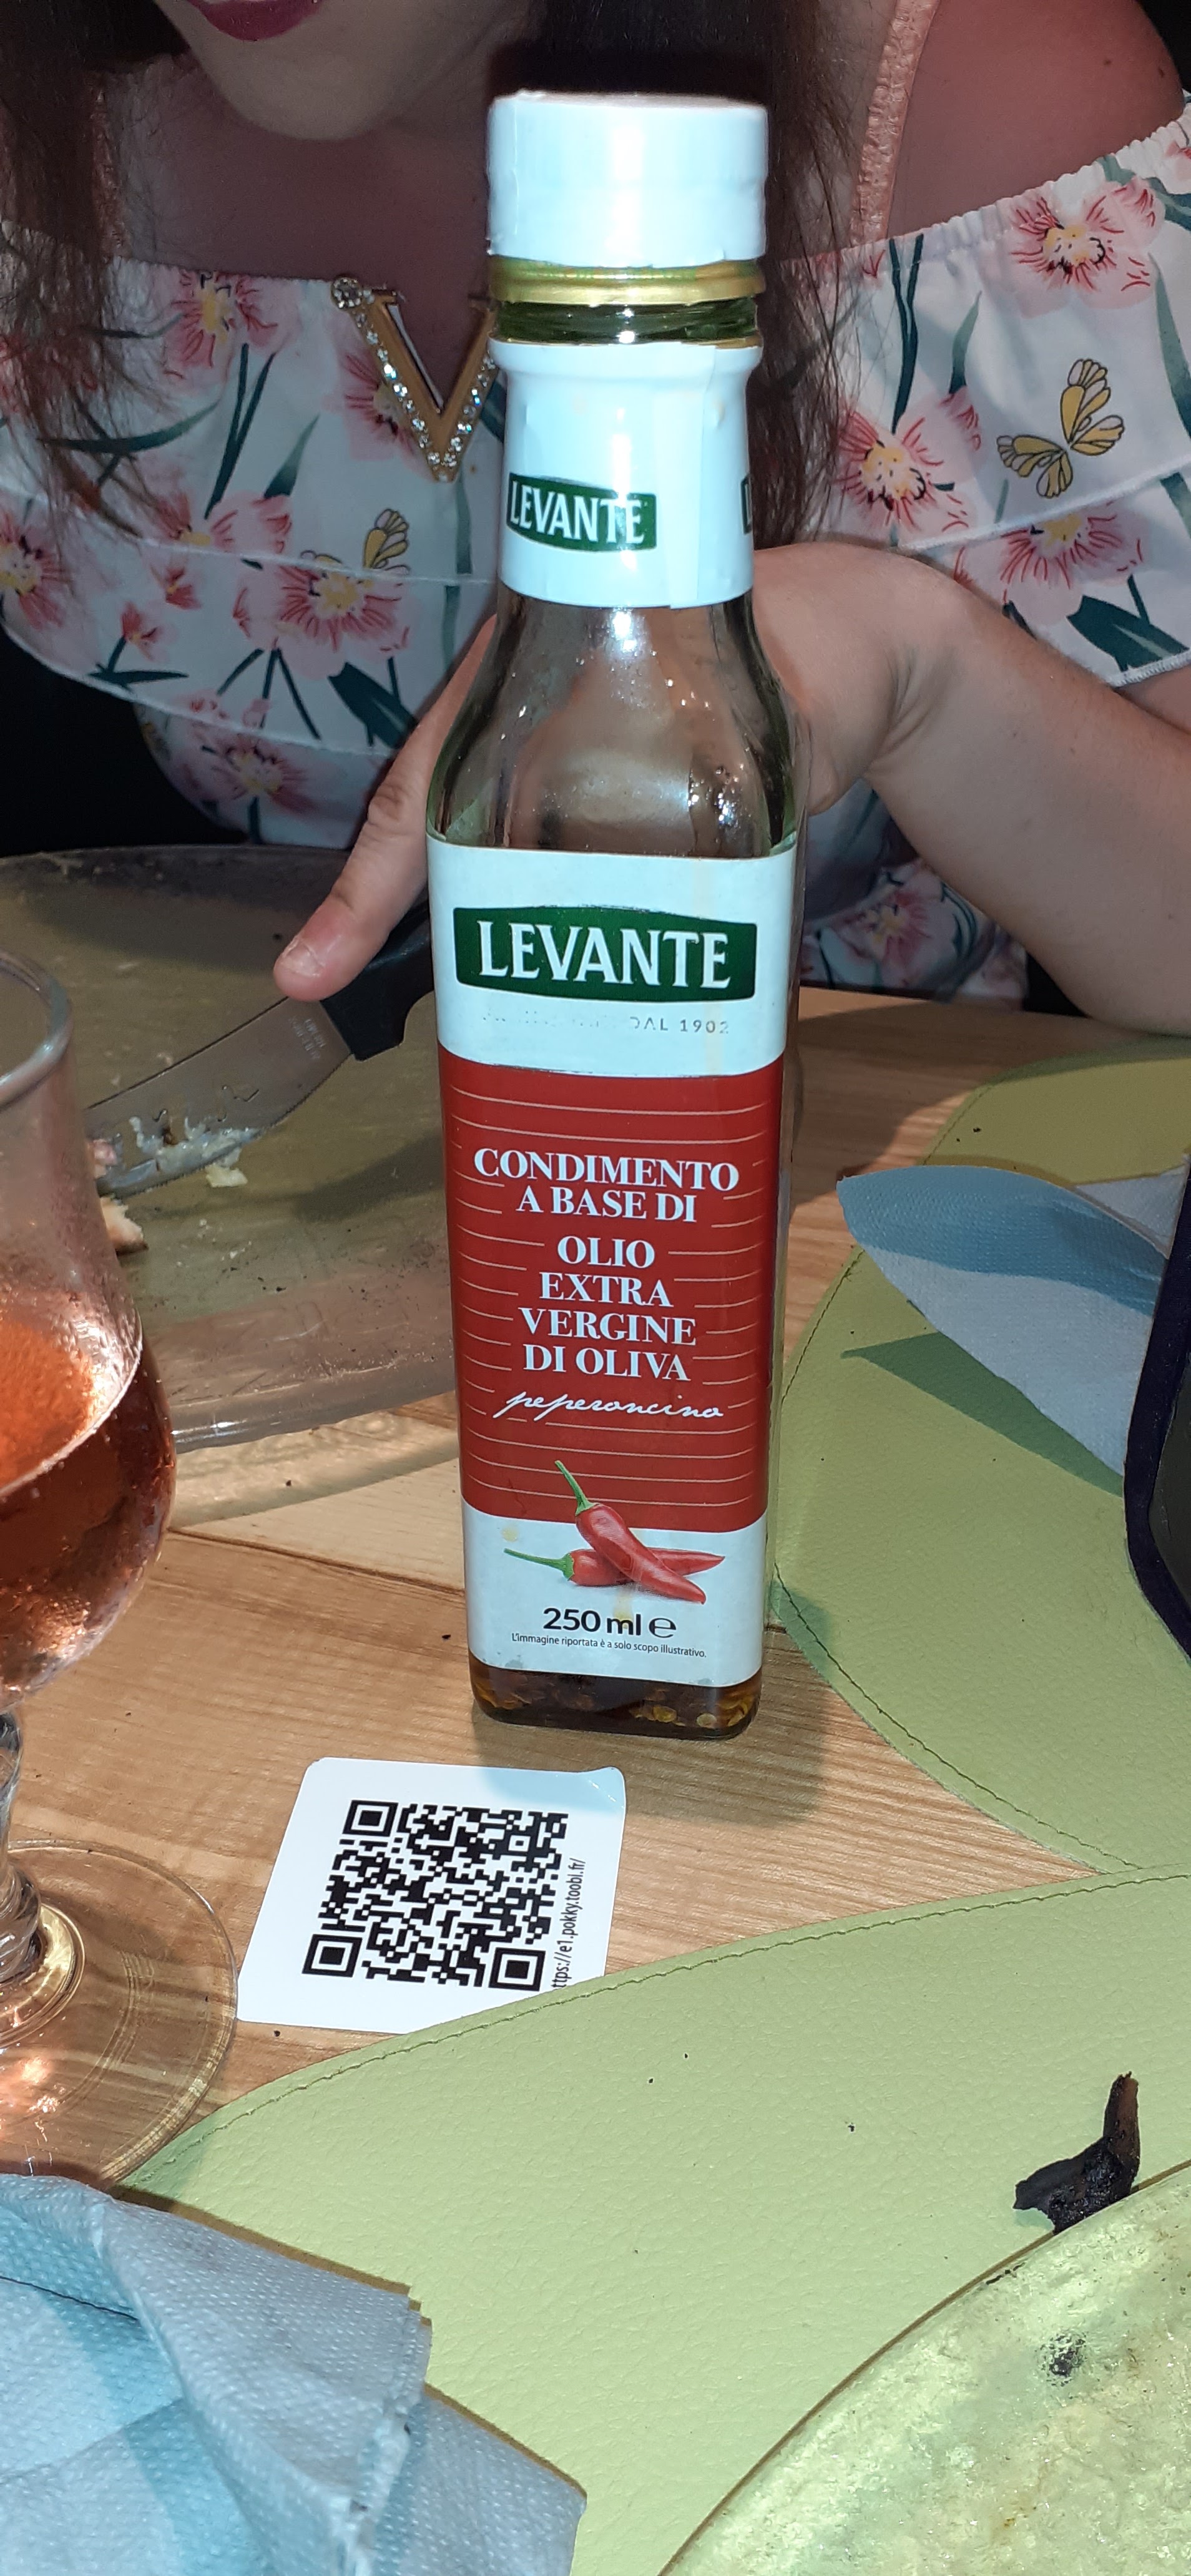 LEVANTE
LEVANTE
DAL 1902
CONDIMENTO
A BASE DI
OLIO
EXTRA
VERGINE
DI OLIVA
peperoncino
250 ml ℮
L'immagine riportata è a solo scopo illustrativo.
ttps://e1.pokky.toobi.fr/